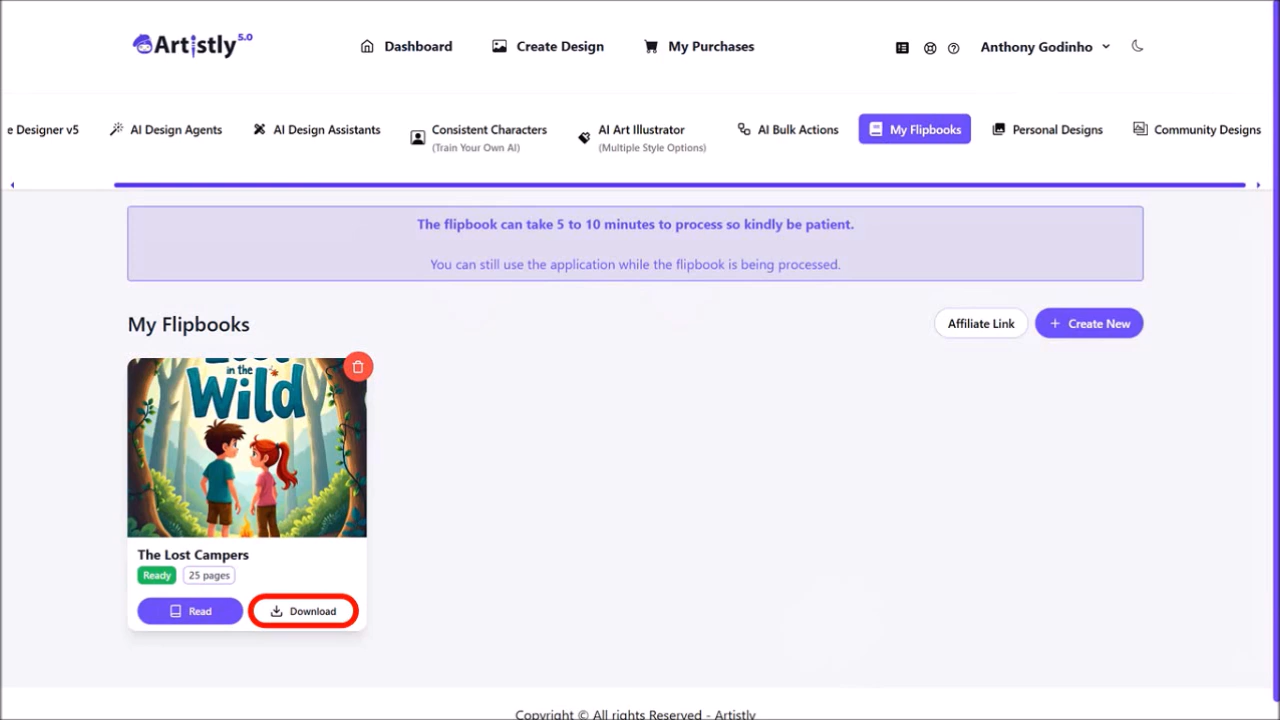 Artistly 5.0
Dashboard
Create Design
My Purchases
Anthony Godinho
e Designer v5
AI Design Agents
AI Design Assistants
Consistent Characters
(Train Your Own AI)
AI Art Illustrator
(Multiple Style Options)
AI Bulk Actions
My Flipbooks
Personal Designs
Community Designs
The flipbook can take 5 to 10 minutes to process so kindly be patient.
You can still use the application while the flipbook is being processed.
My Flipbooks
Affiliate Link
+ Create New
Lost
in the
Wild
The Lost Campers
Ready
25 pages
Read
Download
Copyright © All rights Reserved - Artistly